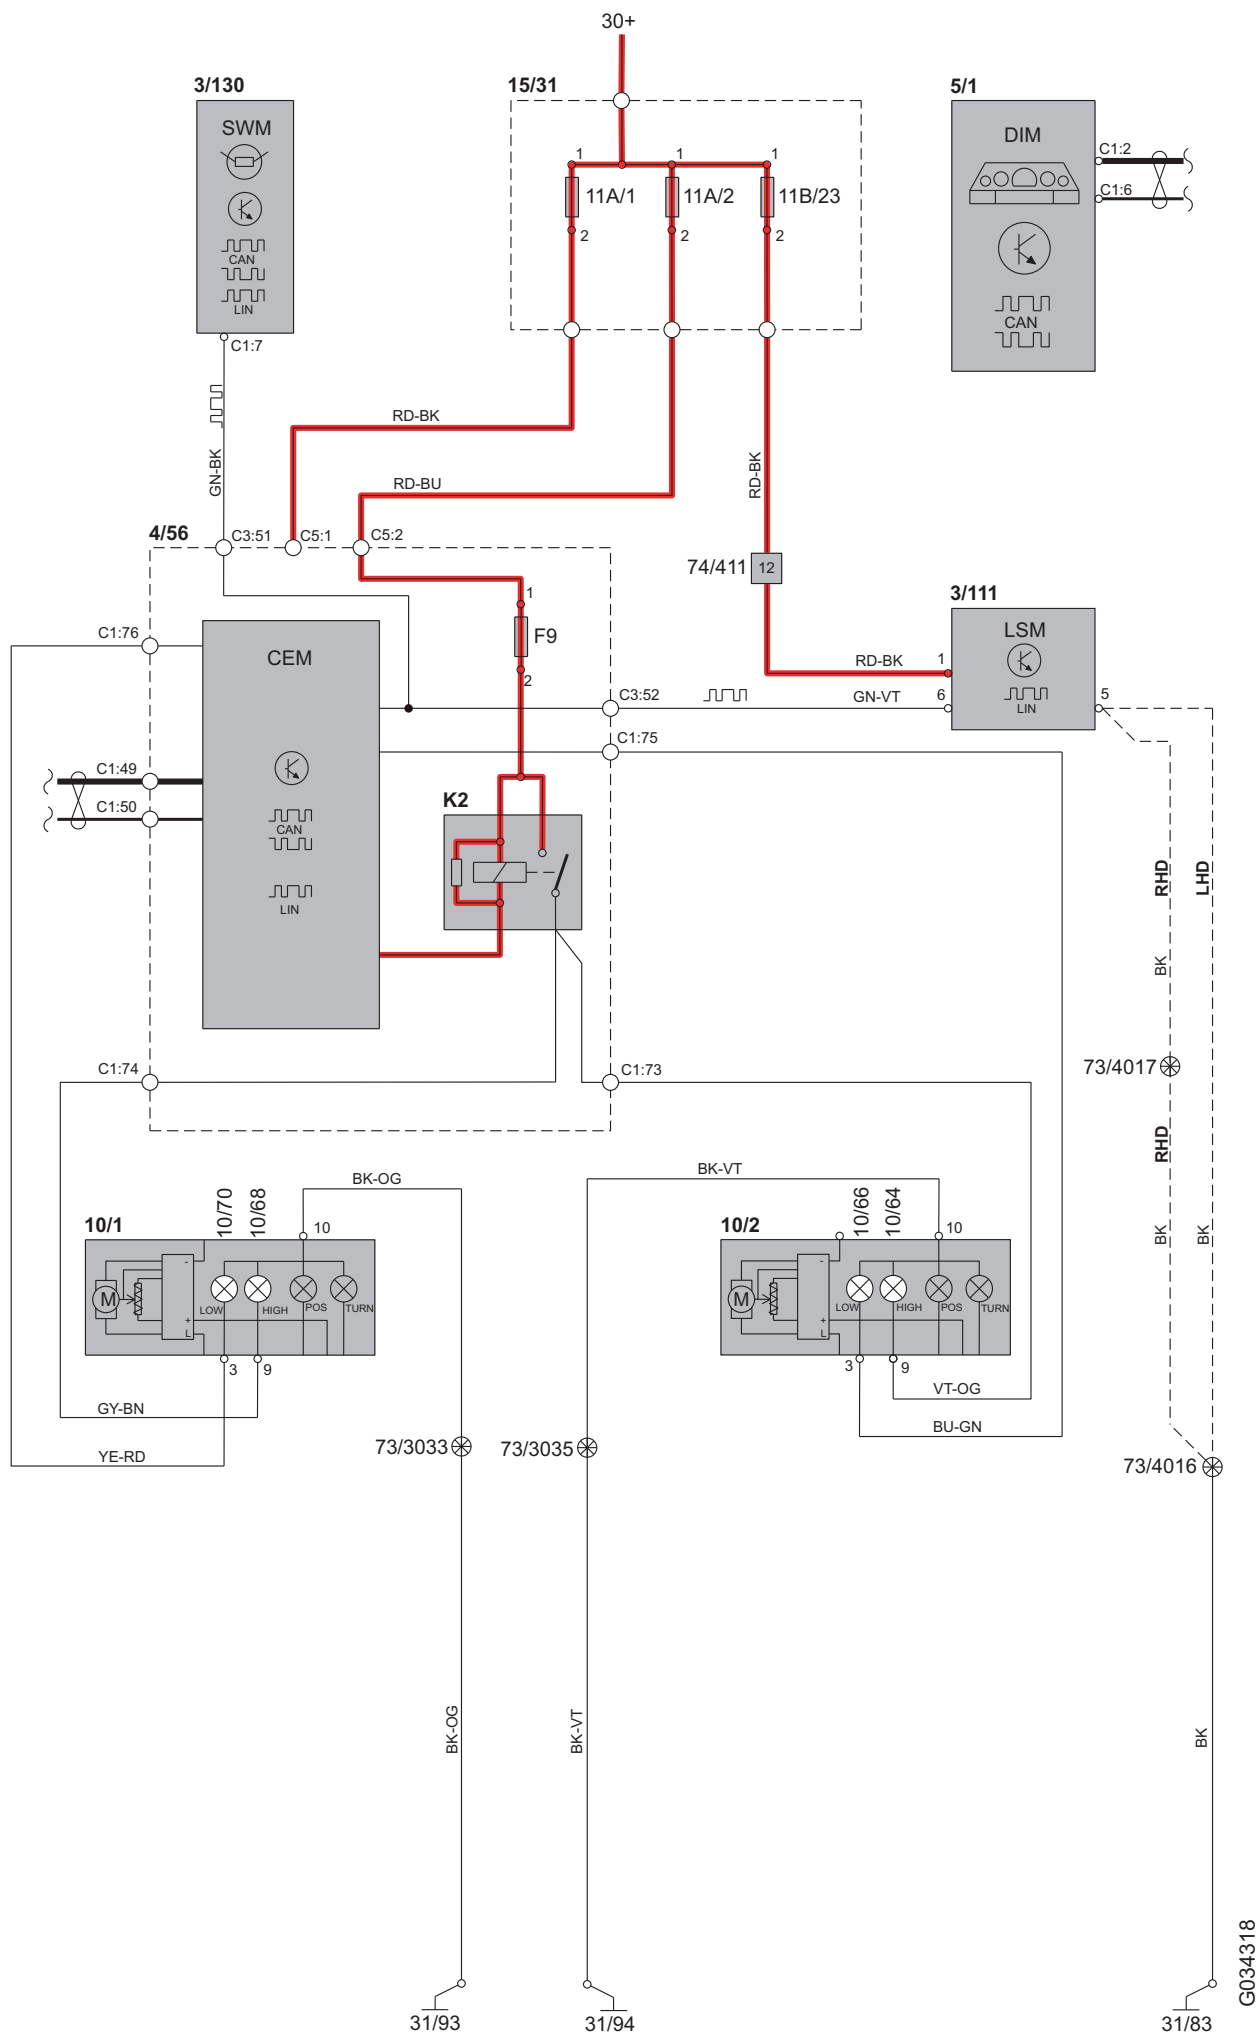 30+
3/130
15/31
5/1
SWM
DIM
CAN
LIN
C1:7
1 1 1
11A/1 11A/2 11B/23
2 2 2
C1:2
C1:6
CAN
RD-BK
RD-BU
GN-BK
RD-BK
4/56
C3:51 C5:1 C5:2
74/411 12
3/111
1
F9
2
C1:76
CEM
LSM
LIN
RD-BK 1
C3:52 GN-VT 6
5
C1:75
C1:49
C1:50
CAN
LIN
K2
RHD
LHD
BK
C1:74
C1:73
73/4017
RHD
BK
BK
BK-OG
BK-VT
10/1 10/70 10/68 10
M - + L LOW HIGH POS TURN
3 9
10/2 10/66 10/64 10
M - + L LOW HIGH POS TURN
3 9
GY-BN
YE-RD
VT-OG
BU-GN
73/3033
73/3035
73/4016
BK-OG
BK-VT
BK
31/93
31/94
31/83
G034318